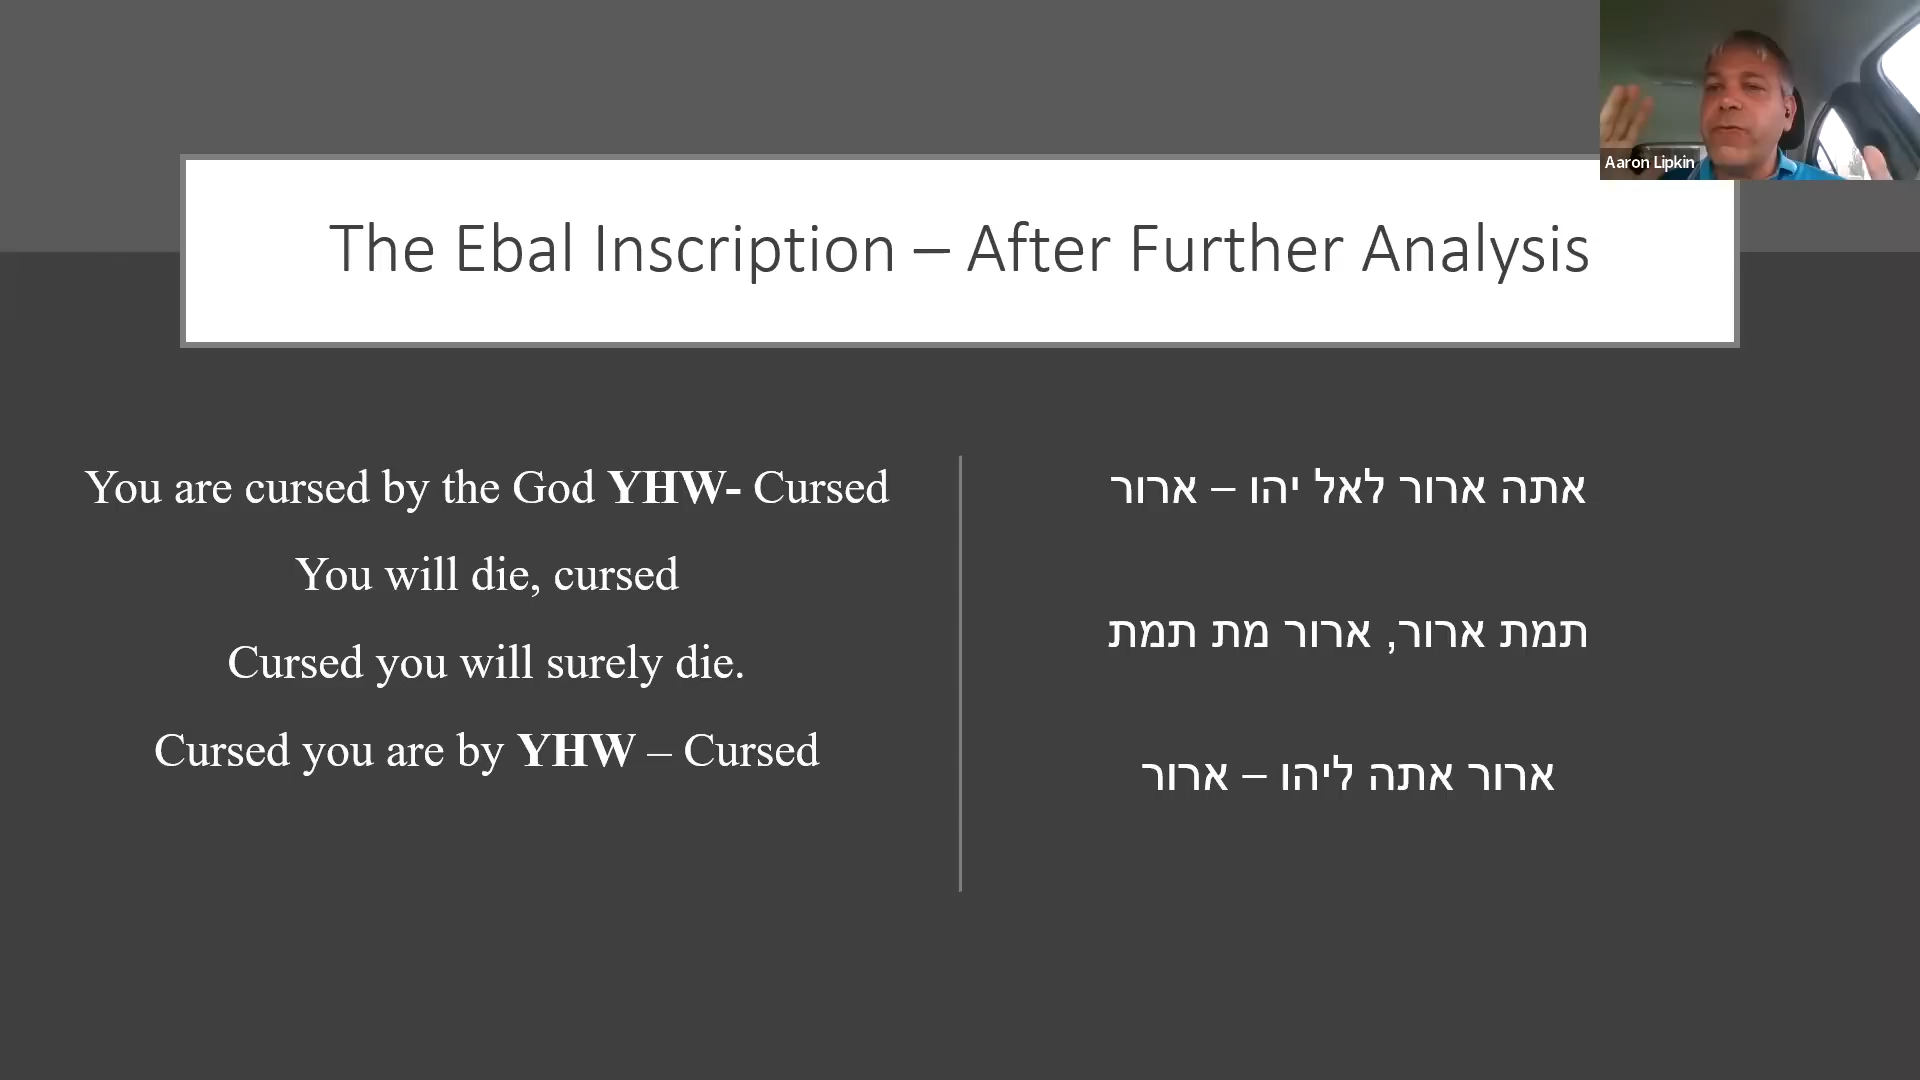 Aaron Lipkin
The Ebal Inscription – After Further Analysis
You are cursed by the God YHW- Cursed
You will die, cursed
Cursed you will surely die.
Cursed you are by YHW – Cursed
אתה ארור לאל יהו – ארור
תמת ארור, ארור מת תמת
ארור אתה ליהו – ארור